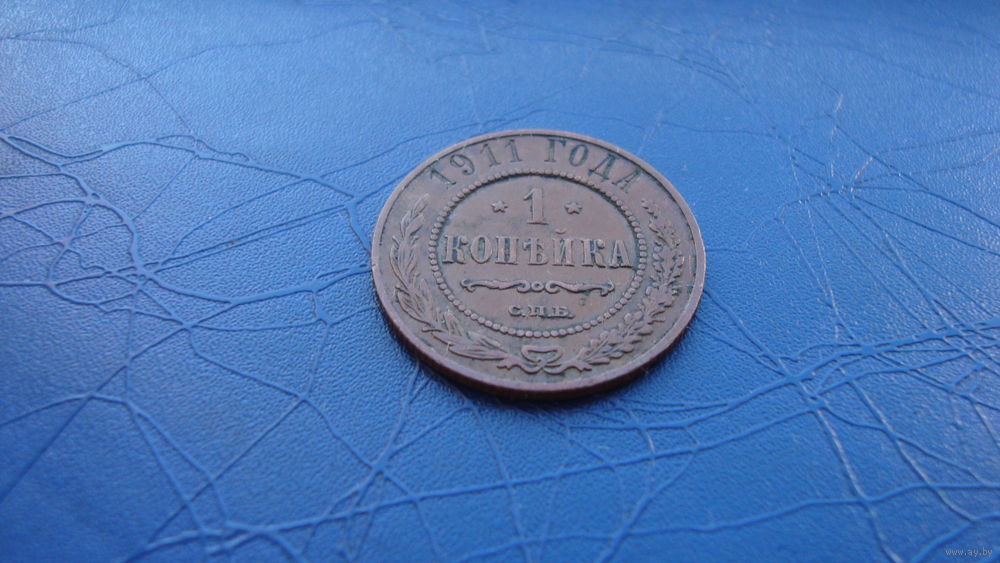 1911 ГОДА
* 1 *
КОПѢЙКА
С.П.Б.
www.ay.by